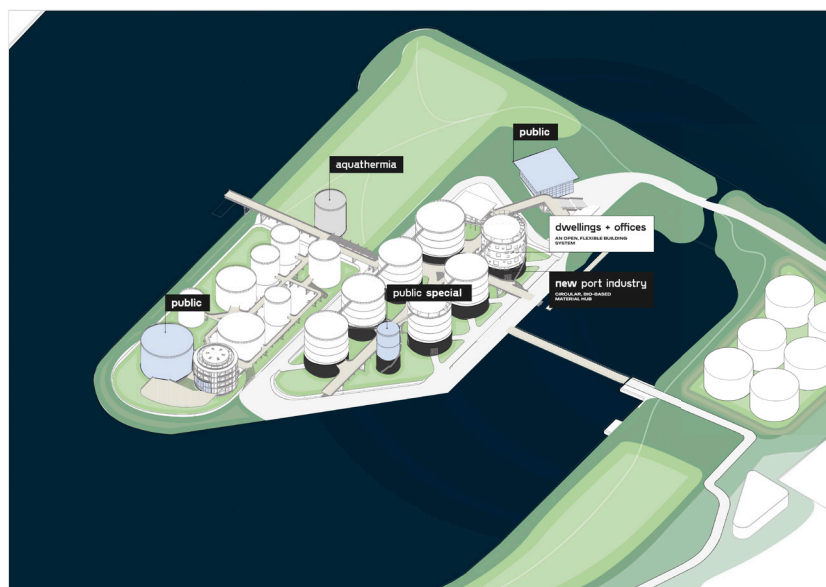 public
aquathermia
dwellings + offices
AN OPEN, FLEXIBLE BUILDING
SYSTEM
new port industry
CIRCULAR, BIO-BASED
MATERIAL HUB
public special
public